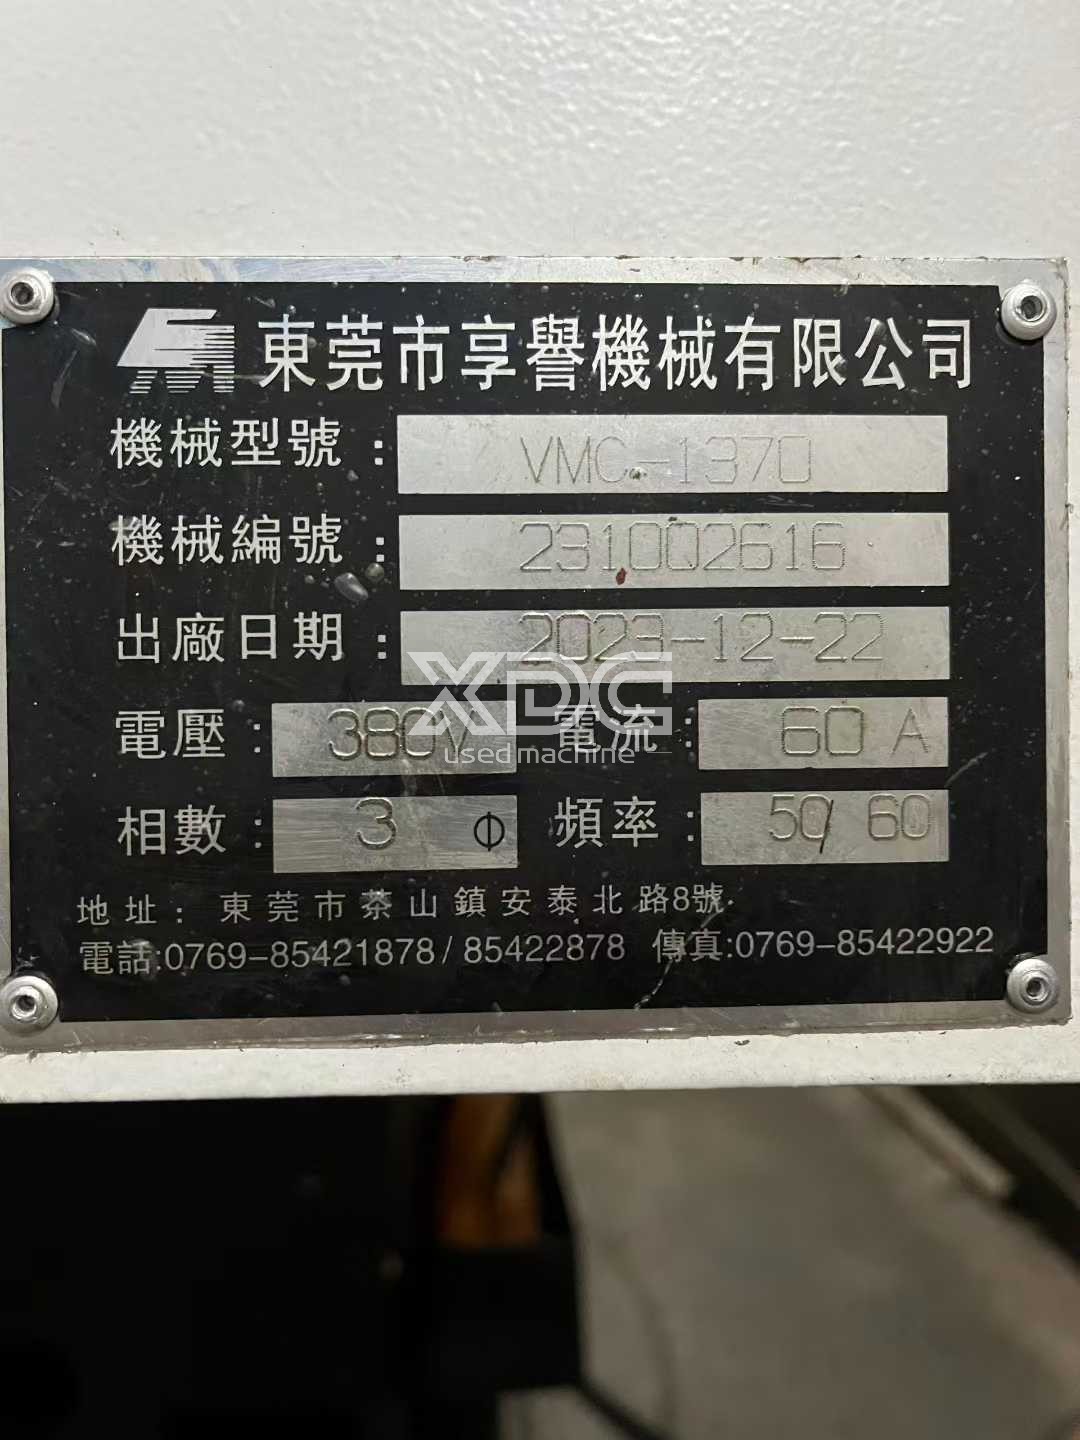 東莞市享譽機械有限公司
機械型號: VMC-1370
機械編號: 231002616
出廠日期: 2023-12-22
XDC
used machine
電壓: 380V 電流: 60 A
相數: 3 Φ 頻率: 50/60
地址: 東莞市茶山鎮安泰北路8號.
電話:0769-85421878/85422878 傳真:0769-85422922